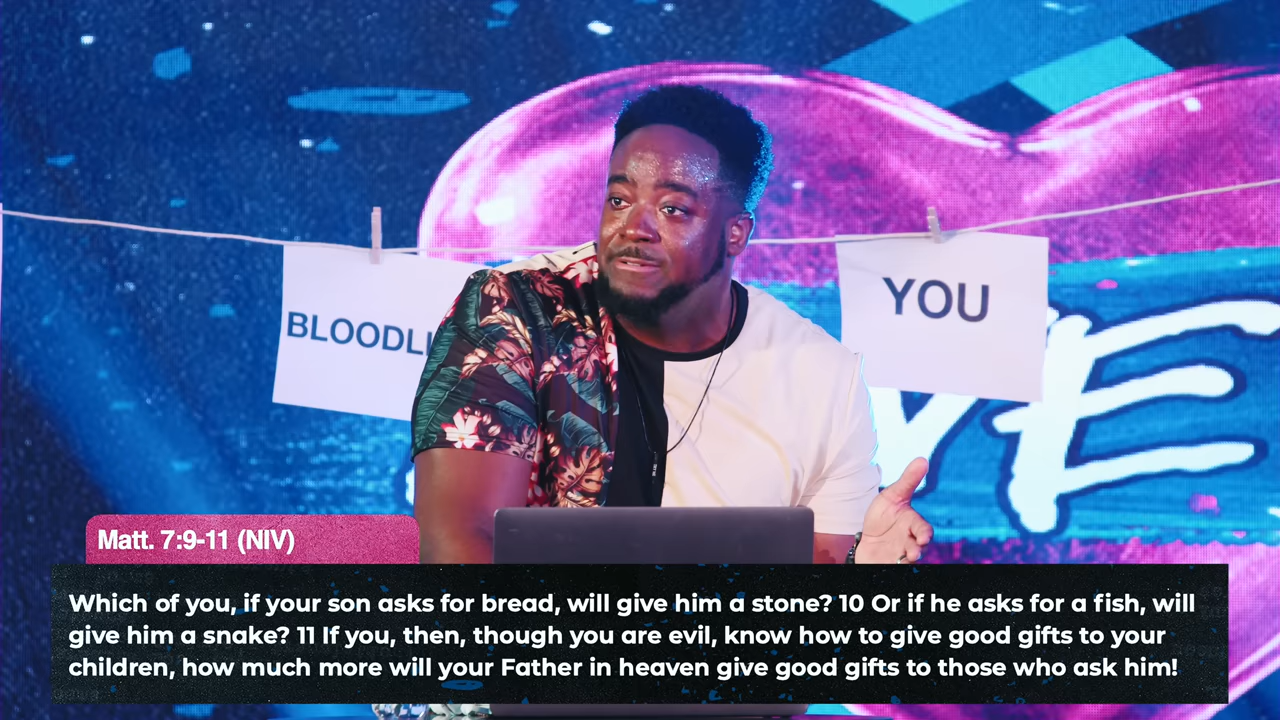 BLOODLI
YOU
VE
Matt. 7:9-11 (NIV)
Which of you, if your son asks for bread, will give him a stone? 10 Or if he asks for a fish, will
give him a snake? 11 If you, then, though you are evil, know how to give good gifts to your
children, how much more will your Father in heaven give good gifts to those who ask him!